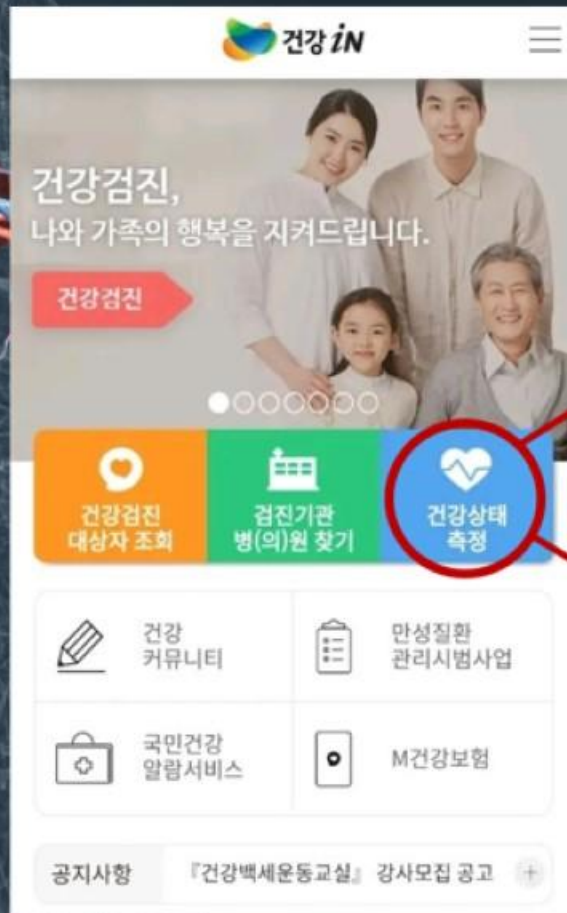 건강 iN
건강검진,
나와 가족의 행복을 지켜드립니다.
건강검진
건강검진
대상자 조회
검진기관
병(의)원 찾기
건강상태
측정
건강
커뮤니티
만성질환
관리시범사업
국민건강
알람서비스
M건강보험
공지사항 『건강백세운동교실』 강사모집 공고